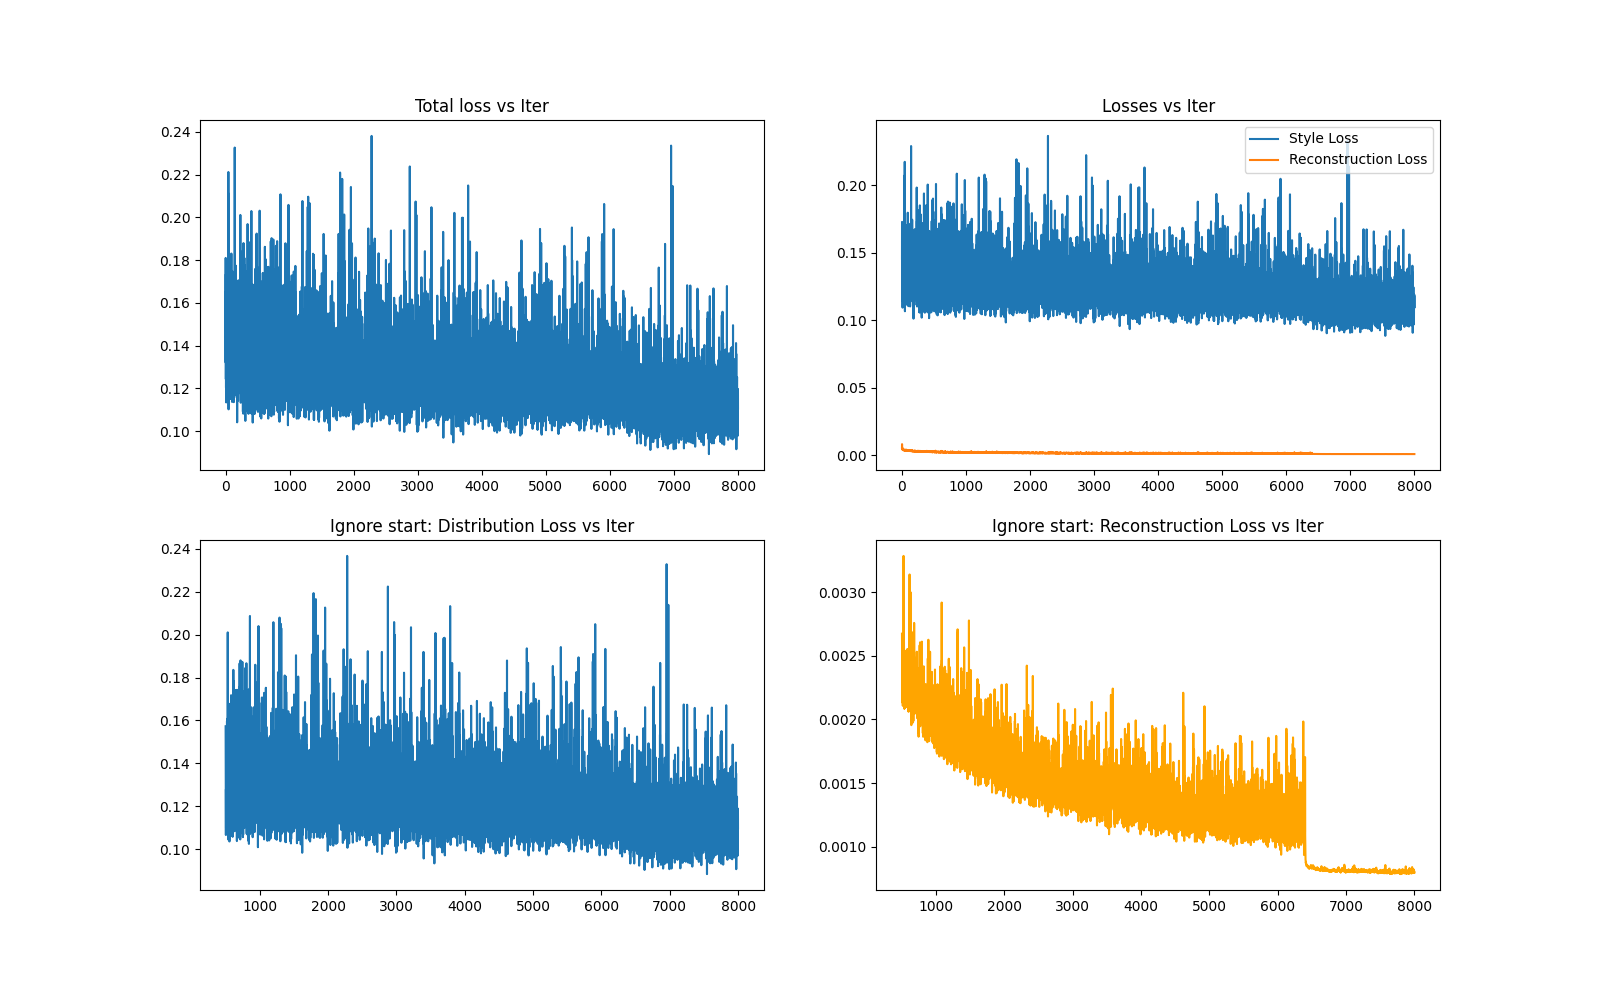 Total loss vs Iter
0.24
0.22
0.20
0.18
0.16
0.14
0.12
0.10
0 1000 2000 3000 4000 5000 6000 7000 8000
Losses vs Iter
Style Loss
Reconstruction Loss
0.20
0.15
0.10
0.05
0.00
0 1000 2000 3000 4000 5000 6000 7000 8000
Ignore start: Distribution Loss vs Iter
0.24
0.22
0.20
0.18
0.16
0.14
0.12
0.10
1000 2000 3000 4000 5000 6000 7000 8000
Ignore start: Reconstruction Loss vs Iter
0.0030
0.0025
0.0020
0.0015
0.0010
1000 2000 3000 4000 5000 6000 7000 8000